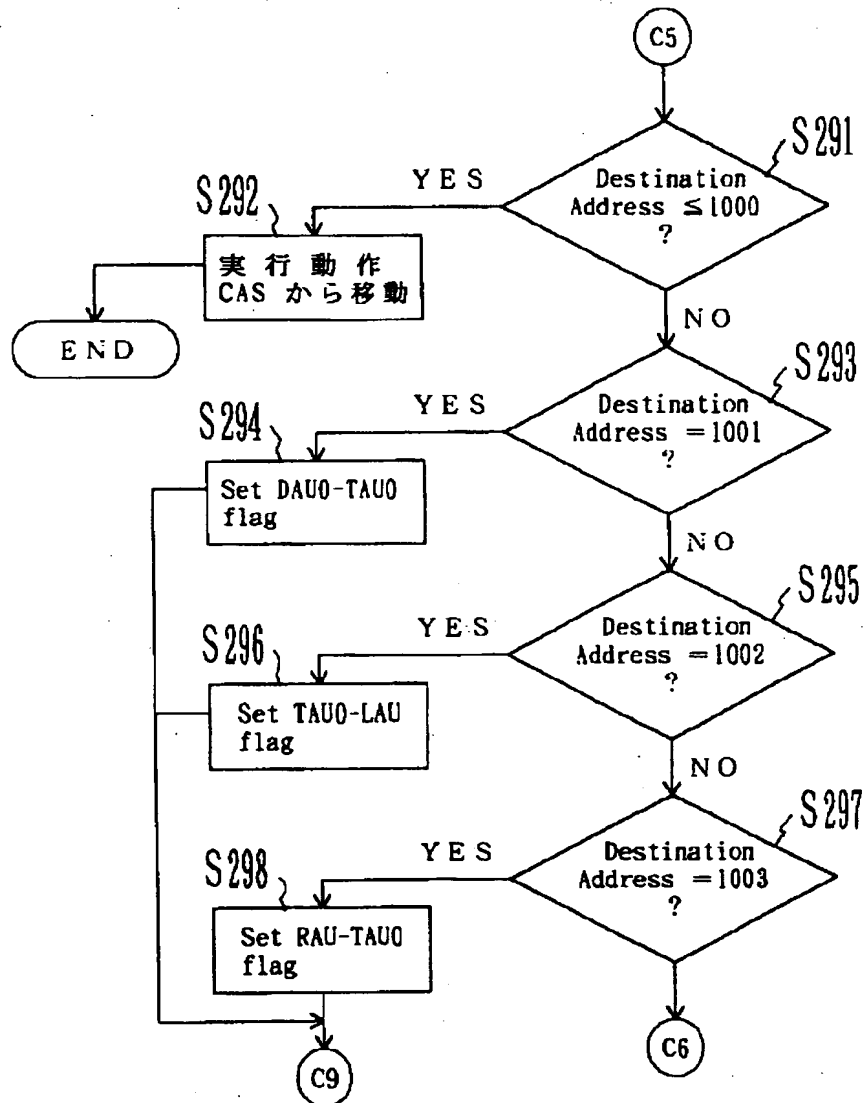 C5
S291
Destination
Address ≦1000
?
YES
S292
実行動作
CAS から移動
END
NO
S293
Destination
Address =1001
?
YES
S294
Set DAU0-TAU0
flag
NO
S295
Destination
Address =1002
?
YES
S296
Set TAU0-LAU
flag
NO
S297
Destination
Address =1003
?
YES
S298
Set RAU-TAU0
flag
C9
C6